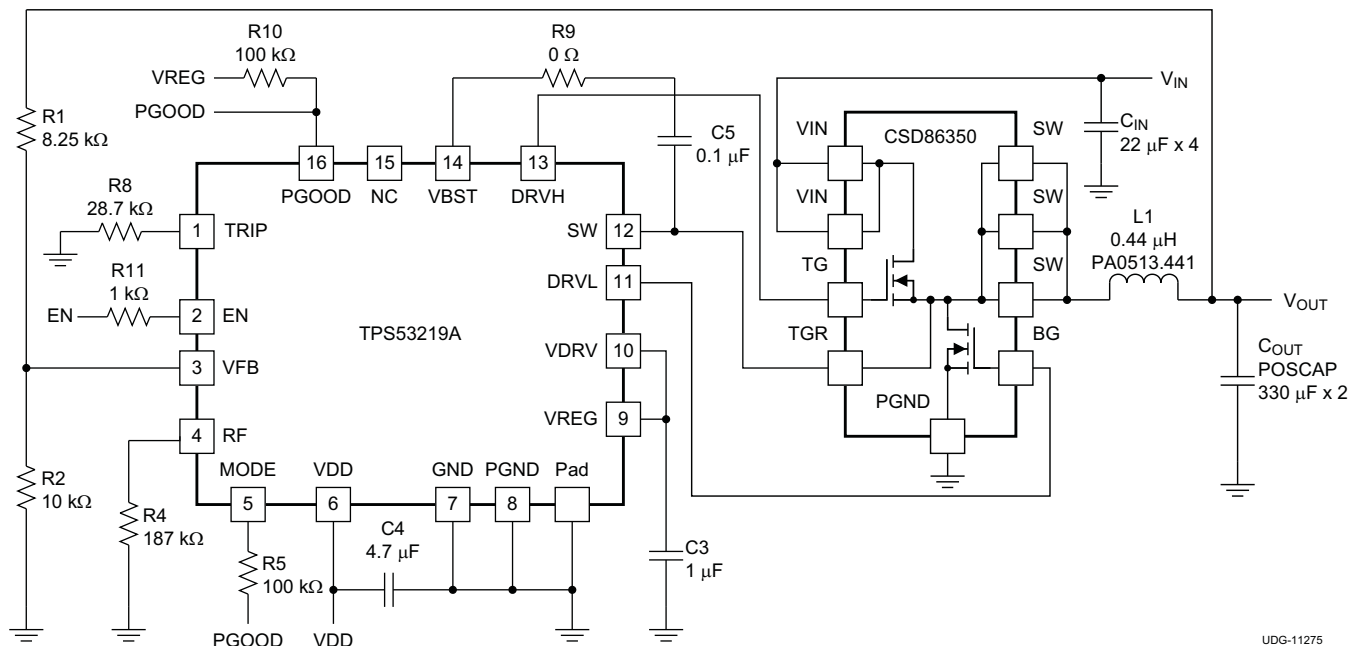 R10
100 kΩ
VREG
PGOOD
R9
0 Ω
VIN
R1
8.25 kΩ
C5
0.1 µF
VIN
CSD86350
SW
CIN
22 µF x 4
16
15
14
13
PGOOD
NC
VBST
DRVH
VIN
SW
R8
28.7 kΩ
1
TRIP
SW
12
TG
SW
L1
0.44 µH
PA0513.441
R11
1 kΩ
EN
2
EN
DRVL
11
VOUT
TPS53219A
TGR
BG
3
VFB
VDRV
10
COUT
POSCAP
330 µF x 2
PGND
4
RF
VREG
9
R2
10 kΩ
MODE
VDD
GND
PGND
Pad
5
6
7
8
R4
187 kΩ
C4
4.7 µF
C3
1 µF
R5
100 kΩ
PGOOD
VDD
UDG-11275